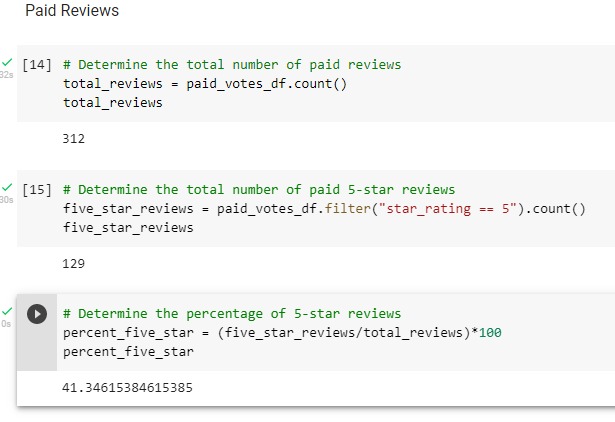 Paid Reviews
[14] # Determine the total number of paid reviews
32s
total_reviews = paid_votes_df.count()
total_reviews
312
[15] # Determine the total number of paid 5-star reviews
30s
five_star_reviews = paid_votes_df.filter("star_rating == 5").count()
five_star_reviews
129
# Determine the percentage of 5-star reviews
0s
percent_five_star = (five_star_reviews/total_reviews)*100
percent_five_star
41.34615384615385